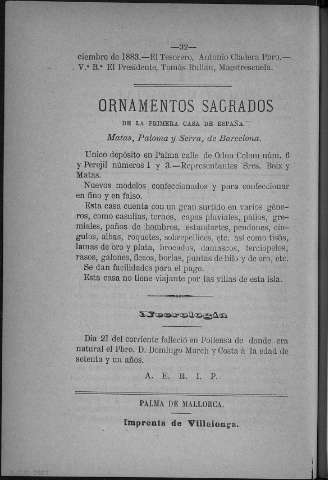 —32—
ciembre de 1883.—El Tesorero, Antonio Cladera Pbro.—
V.º B.º El Presidente, Tomás Rullán, Maestrescuela.
ORNAMENTOS SAGRADOS
DE LA PRIMERA CASA DE ESPAÑA.
Matas, Paloma y Serra, de Barcelona.
Unico depósito en Palma calle de Odon Colom núm. 6
y Perejil números 1 y 3.—Representantes Sres. Boix y
Matas.
Nuevos modelos confeccionados y para confeccionar
en fino y en falso.
Esta casa cuenta con un gran surtido en varios géne-
ros, como casullas, ternos, capas pluviales, palios, gre-
miales, paños de hombros, estandartes, pendones, cín-
gulos, albas, roquetes, sobrepellices, etc. así como tisús,
lamas de oro y plata, brocados, damascos, terciopelos,
rasos, galones, flecos, borlas, puntas de hilo y de oro, etc.
Se dan facilidades para el pago.
Esta casa no tiene viajante por las villas de esta isla.
Necrología
Dia 21 del corriente falleció en Pollensa de donde era
natural el Pbro. D. Domingo March y Costa á la edad de
setenta y un años.
A. E. R. I. P.
PALMA DE MALLORCA.
Imprenta de Villalonga.